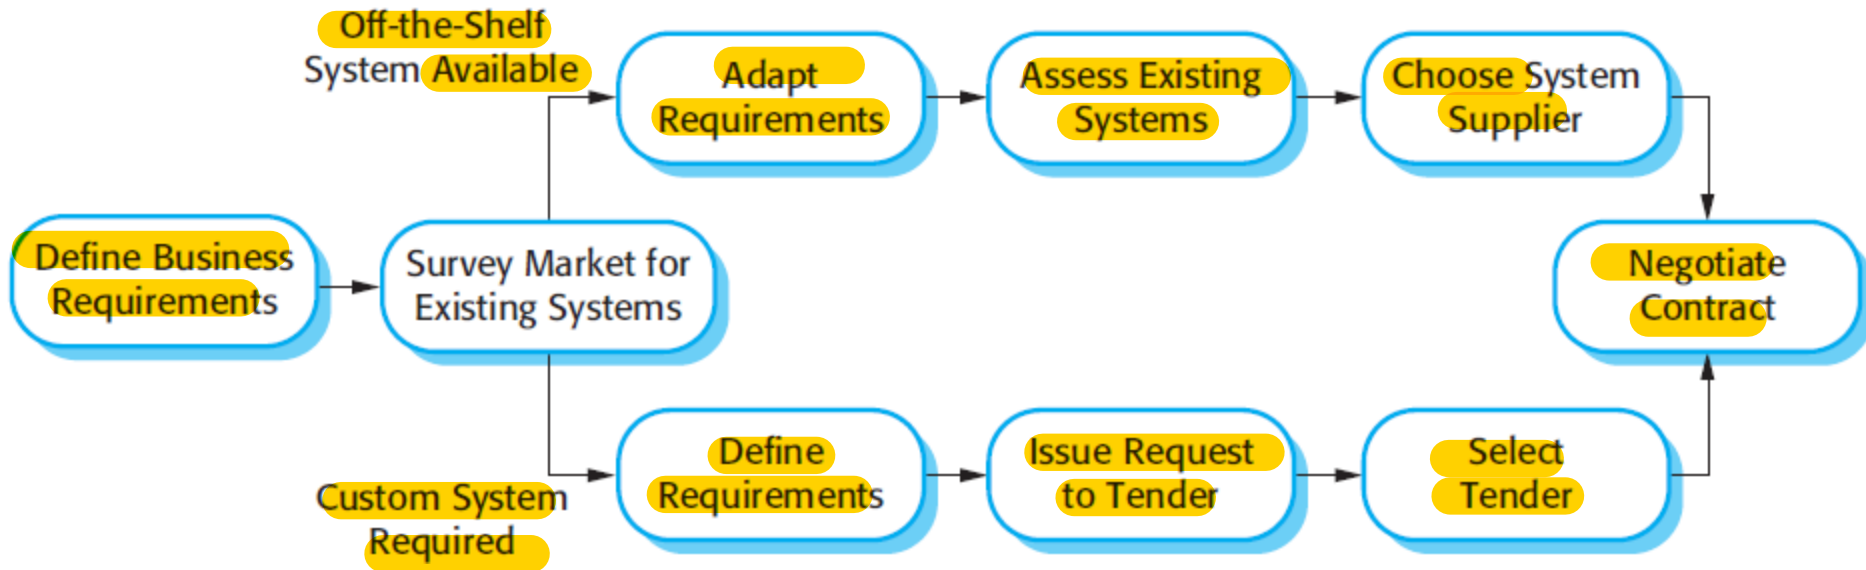 Off-the-Shelf
System Available
Adapt
Requirements
Assess Existing
Systems
Choose System
Supplier
Define Business
Requirements
Survey Market for
Existing Systems
Negotiate
Contract
Custom System
Required
Define
Requirements
Issue Request
to Tender
Select
Tender